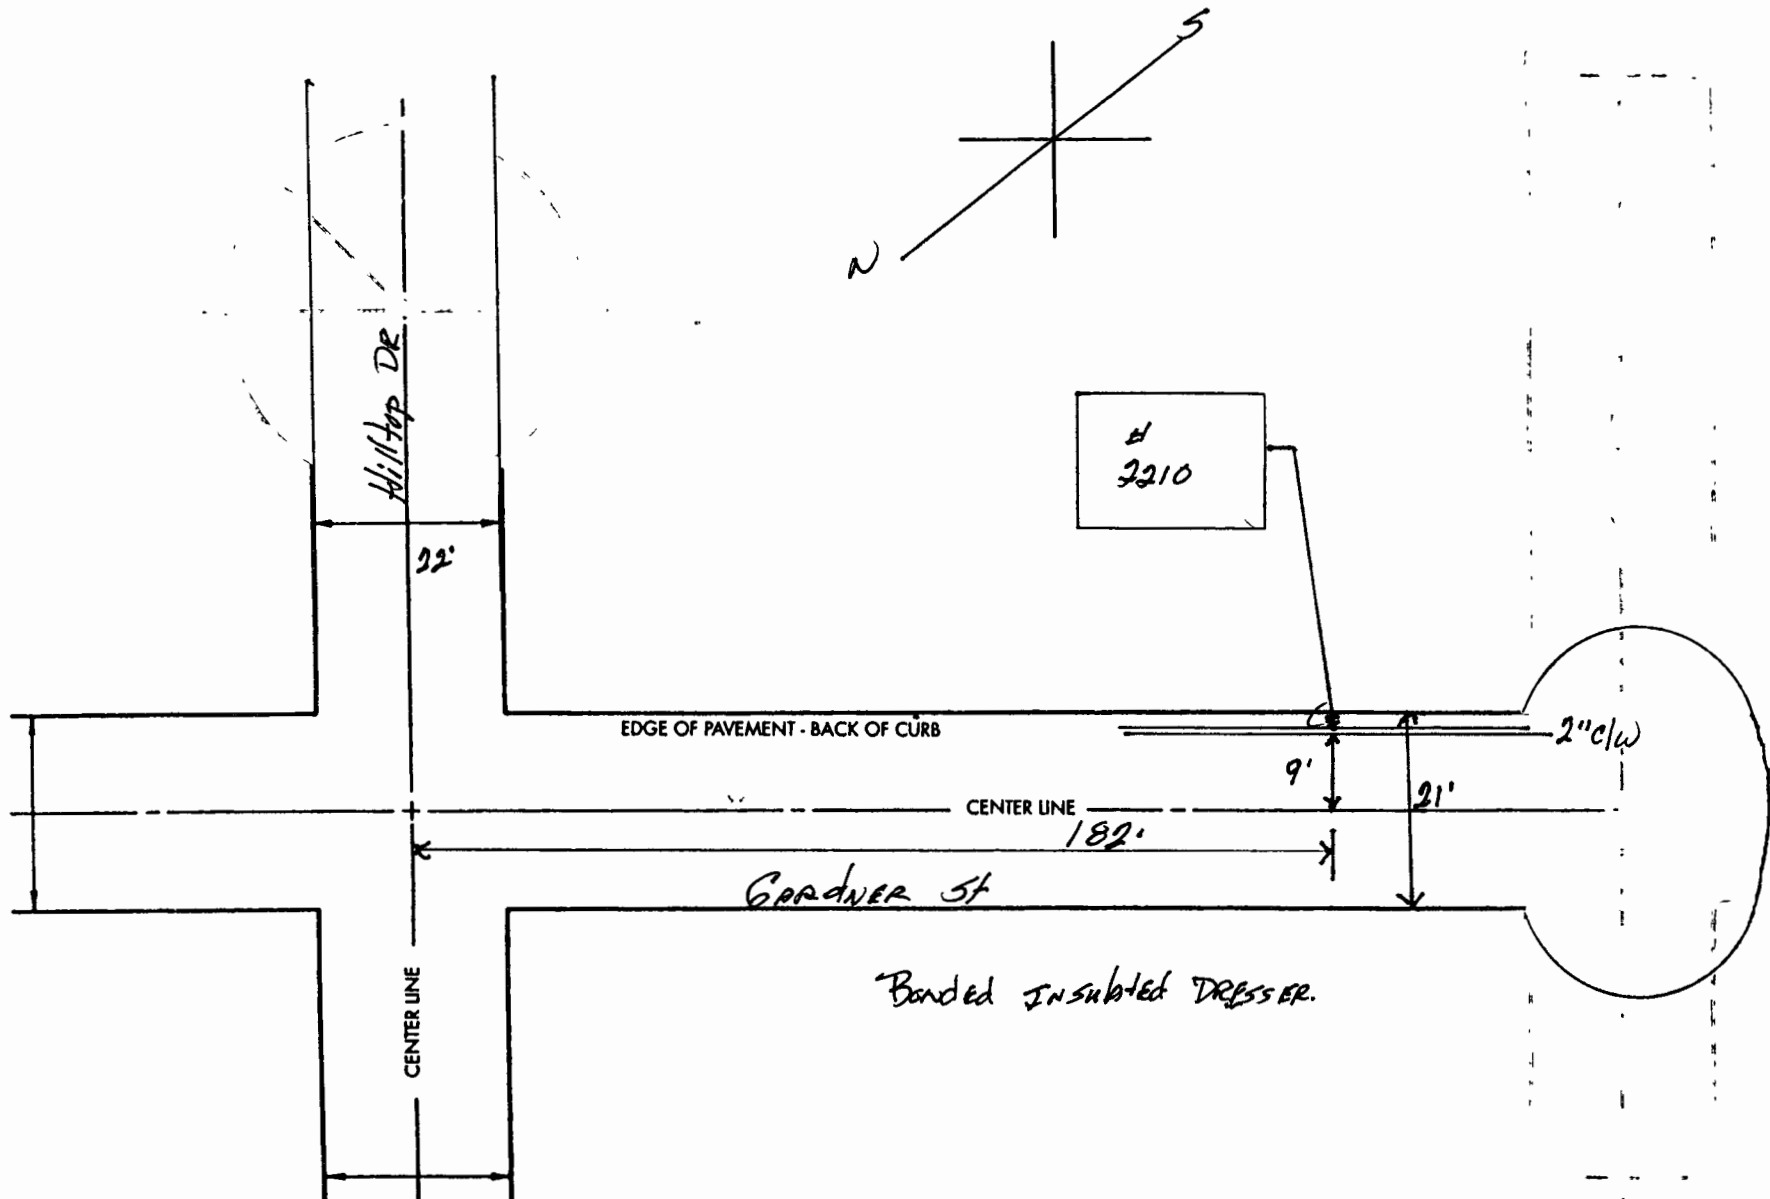 S
N
Hilltop DR
22'
#
2210
EDGE OF PAVEMENT - BACK OF CURB
2" C/W
9'
21'
CENTER LINE
182'
GARdNER St
CENTER LINE
Bonded INSulated DRESSER.